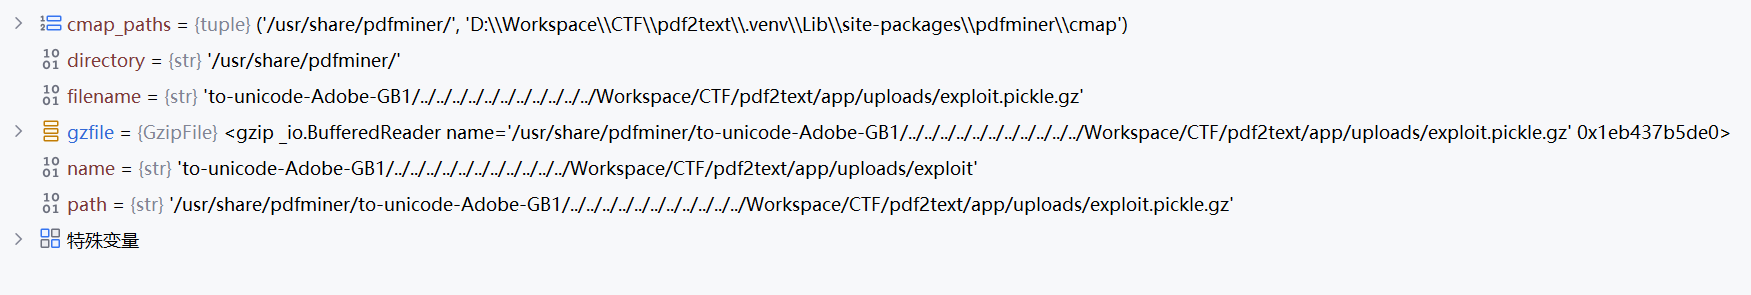 cmap_paths = {tuple} ('/usr/share/pdfminer/', 'D:\\Workspace\\CTF\\pdf2text\\.venv\\Lib\\site-packages\\pdfminer\\cmap')
directory = {str} '/usr/share/pdfminer/'
filename = {str} 'to-unicode-Adobe-GB1/../../../../../../../../../../../Workspace/CTF/pdf2text/app/uploads/exploit.pickle.gz'
gzfile = {GzipFile} <gzip _io.BufferedReader name='/usr/share/pdfminer/to-unicode-Adobe-GB1/../../../../../../../../../../../Workspace/CTF/pdf2text/app/uploads/exploit.pickle.gz' 0x1eb437b5de0>
name = {str} 'to-unicode-Adobe-GB1/../../../../../../../../../../../Workspace/CTF/pdf2text/app/uploads/exploit'
path = {str} '/usr/share/pdfminer/to-unicode-Adobe-GB1/../../../../../../../../../../../Workspace/CTF/pdf2text/app/uploads/exploit.pickle.gz'
特殊变量